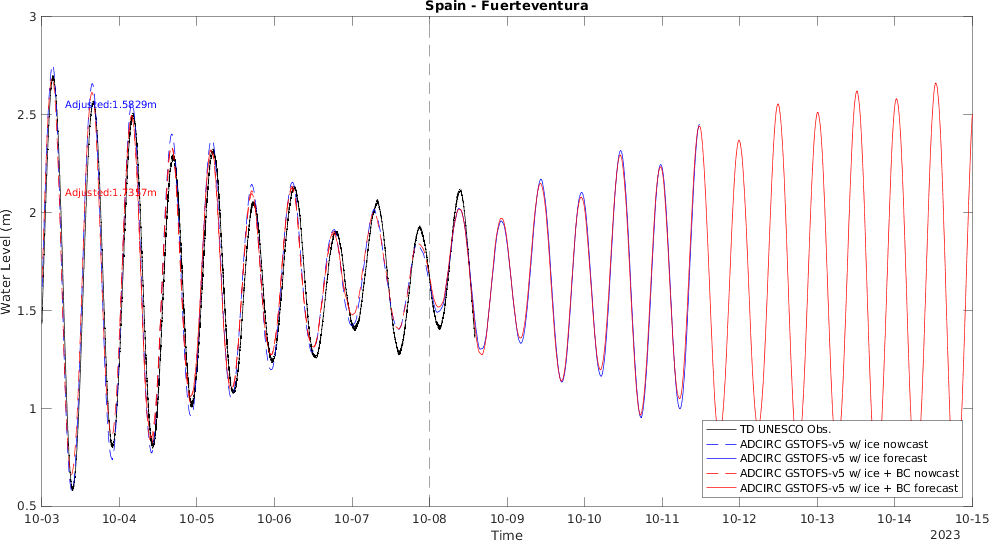 Spain - Fuerteventura
3
2.5
2
1.5
1
0.5
Water Level (m)
Adjusted:1.5829m
Adjusted:1.7357m
TD UNESCO Obs.
ADCIRC GSTOFS-v5 w/ ice nowcast
ADCIRC GSTOFS-v5 w/ ice forecast
ADCIRC GSTOFS-v5 w/ ice + BC nowcast
ADCIRC GSTOFS-v5 w/ ice + BC forecast
10-03 10-04 10-05 10-06 10-07 10-08 10-09 10-10 10-11 10-12 10-13 10-14 10-15
Time
2023